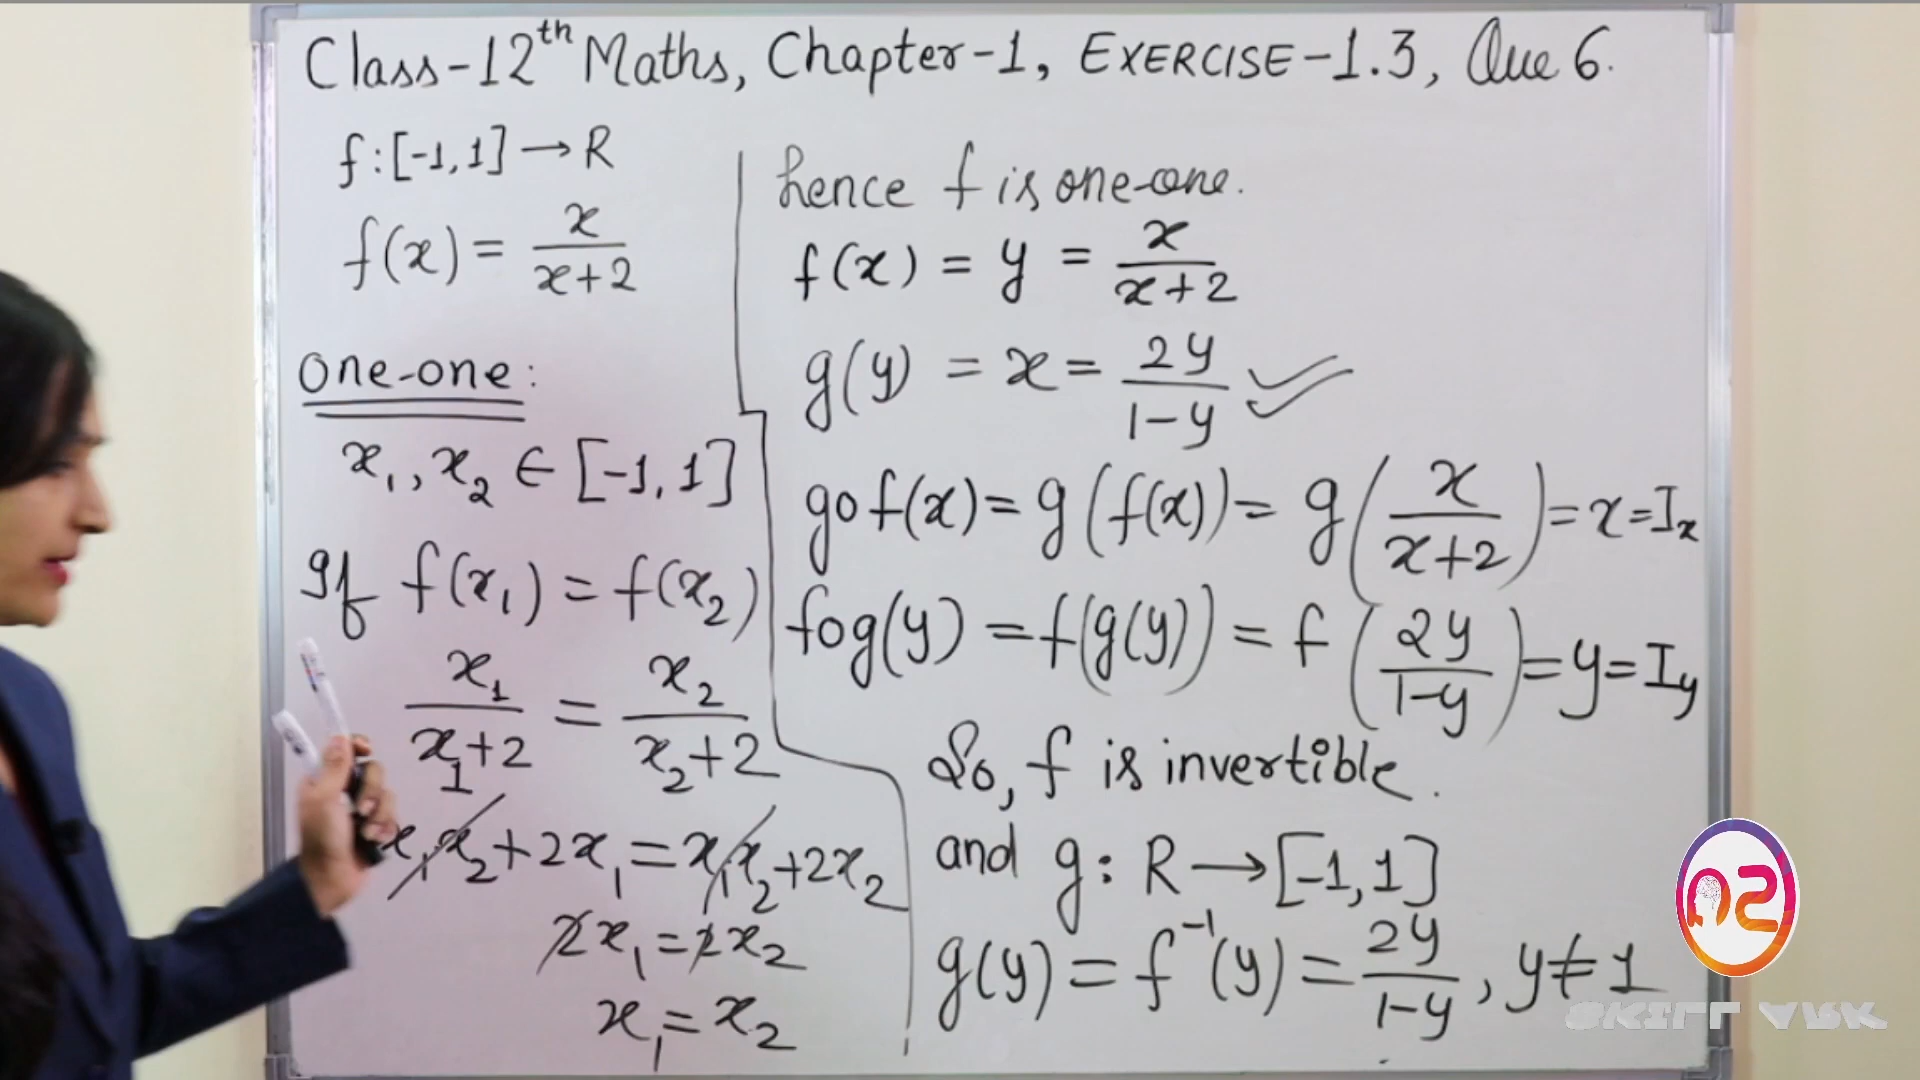 Class-12th Maths, Chapter-1, EXERCISE-1.3, Que 6.
f:[-1,1]→R
f(x) = x/(x+2)
one-one:
x₁, x₂ ∈ [-1,1]
If f(x₁) = f(x₂)
x₁/(x₁+2) = x₂/(x₂+2)
x₁x₂+2x₁=x₁x₂+2x₂
2x₁=2x₂
x₁=x₂
hence f is one-one.
f(x) = y = x/(x+2)
g(y) = x = 2y/(1-y)
gof(x)= g(f(x))= g(x/(x+2))=x=Iₓ
fog(y) =f(g(y)) = f(2y/(1-y))=y=Iy
So, f is invertible.
and g: R→[-1,1]
g(y) = f⁻¹(y) = 2y/(1-y), y≠1